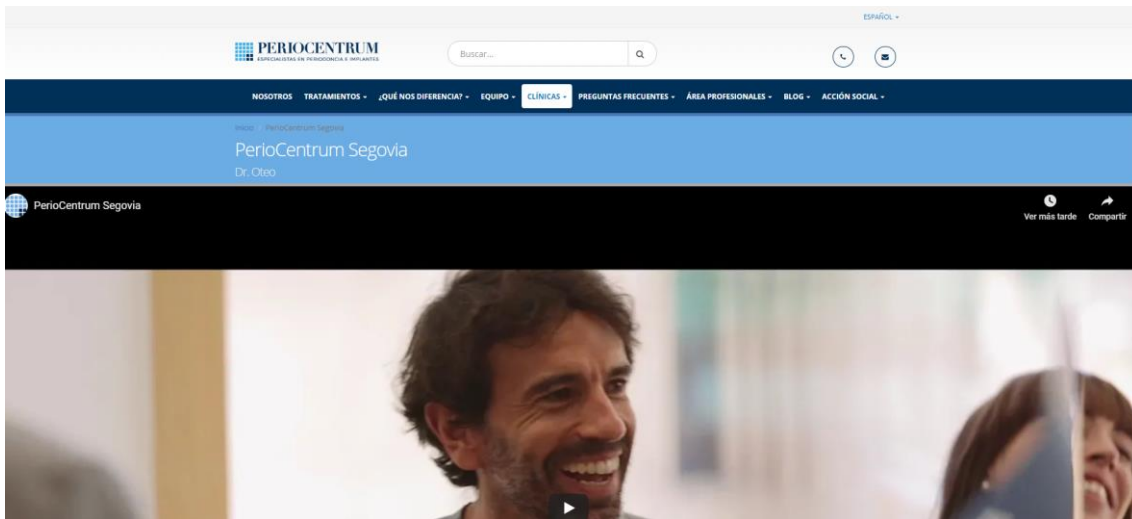 ESPAÑOL
PERIOCENTRUM
ESPECIALISTAS EN PERIODONCIA E IMPLANTES
Buscar...
NOSOTROS TRATAMIENTOS ¿QUÉ NOS DIFERENCIA? EQUIPO CLÍNICAS PREGUNTAS FRECUENTES ÁREA PROFESIONALES BLOG ACCIÓN SOCIAL
Inicio PerioCentrum Segovia
PerioCentrum Segovia
Dr. Oteo
PerioCentrum Segovia
Ver más tarde Compartir